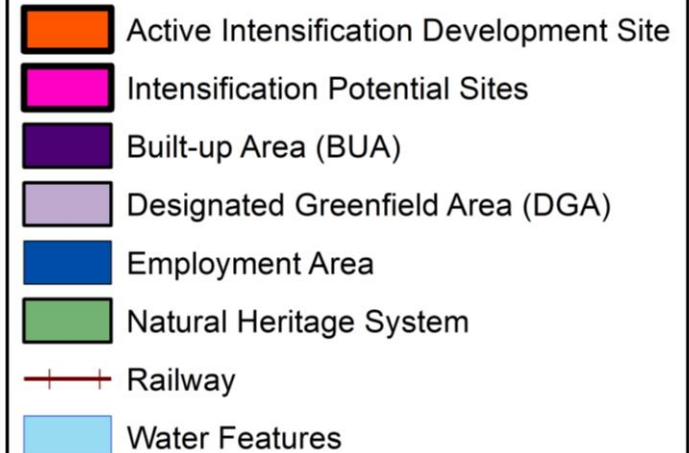 Active Intensification Development Site
Intensification Potential Sites
Built-up Area (BUA)
Designated Greenfield Area (DGA)
Employment Area
Natural Heritage System
Railway
Water Features